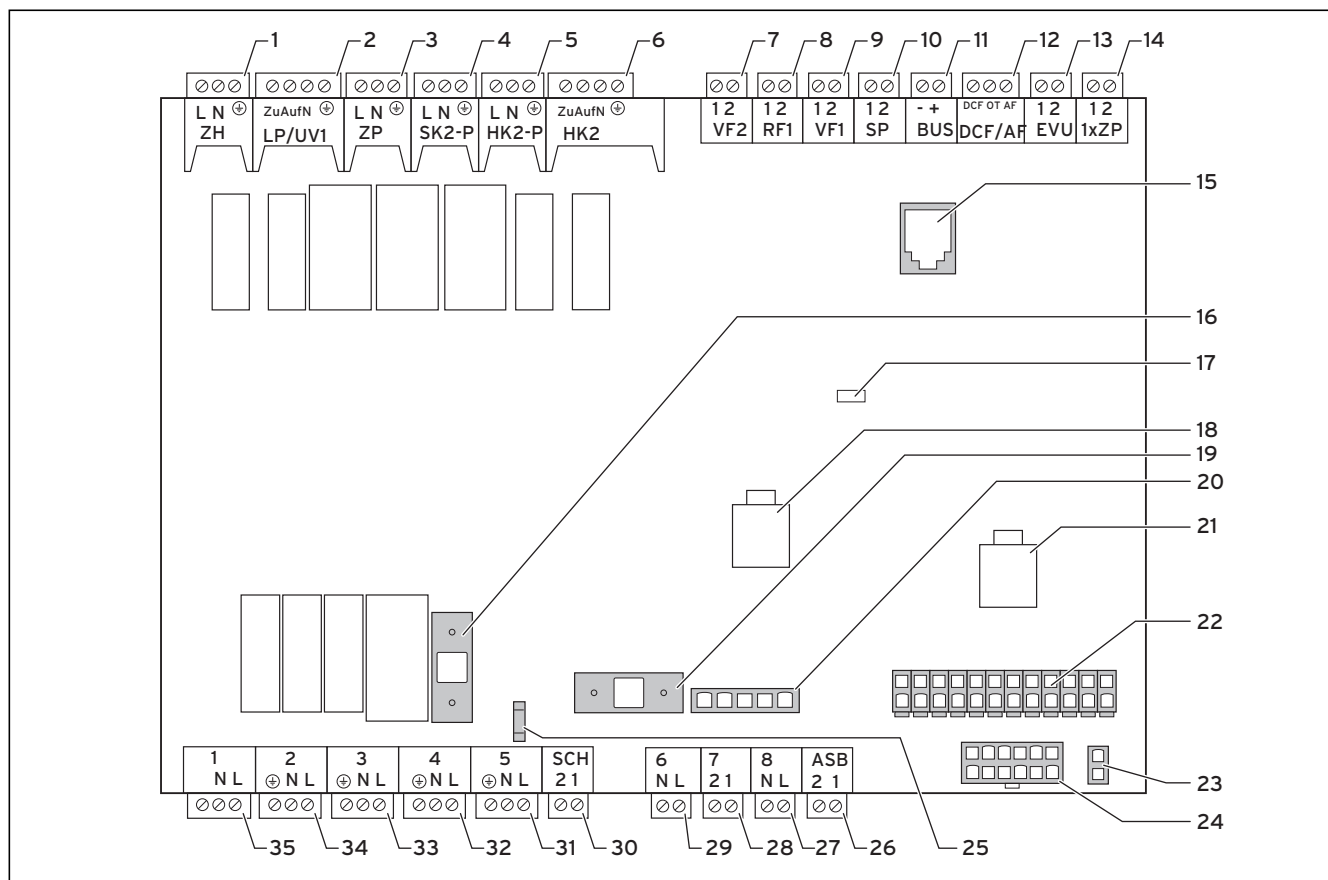 1 2 3 4 5 6 7 8 9 10 11 12 13 14
L N ZuAufN L N L N L N ZuAufN 1 2 1 2 1 2 1 2 - + DCF OT AF 1 2 1 2
ZH LP/UV1 ZP SK2-P HK2-P HK2 VF2 RF1 VF1 SP BUS DCF/AF EVU 1xZP
15
16
17
18
19
20
21
22
1 2 3 4 5 SCH 6 7 8 ASB
N L N L N L N L N L 2 1 N L 2 1 N L 2 1
23
24
35 34 33 32 31 30 29 28 27 26 25